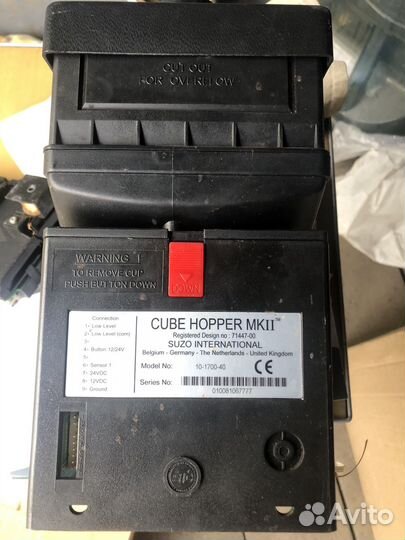 CUT OUT
FOR OVERFLOW
WARNING !
TO REMOVE CUP
PUSH BUTTON DOWN
DOWN
Connection
1- Low Level
2- Low Level (com)
3-
4- Button 12/24V
5-
6- Sensor 1
7- 24VDC
8- 12VDC
9- Ground
CUBE HOPPER MKII™
Registered Design no : 71447-00
SUZO INTERNATIONAL
Belgium - Germany - The Netherlands - United Kingdom
Model No: 10-1700-40 CE
Series No: 010081067777
Avito